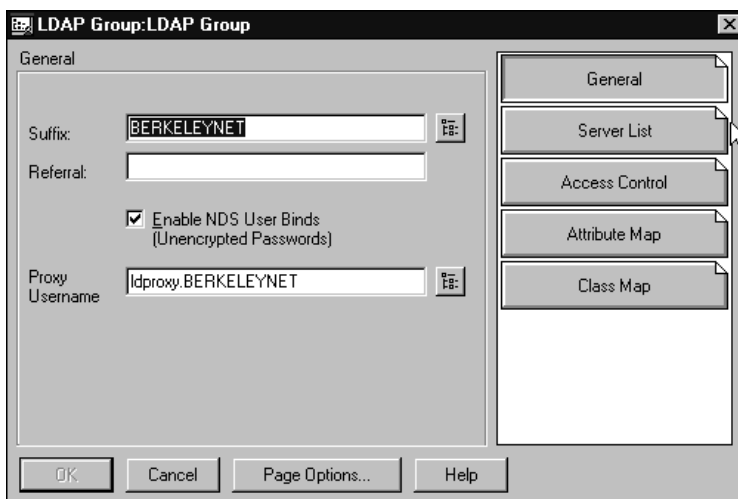 LDAP Group:LDAP Group
General
Suffix:
BERKELEYNET
Referral:
Enable NDS User Binds
(Unencrypted Passwords)
Proxy
Username
ldproxy.BERKELEYNET
General
Server List
Access Control
Attribute Map
Class Map
OK
Cancel
Page Options...
Help